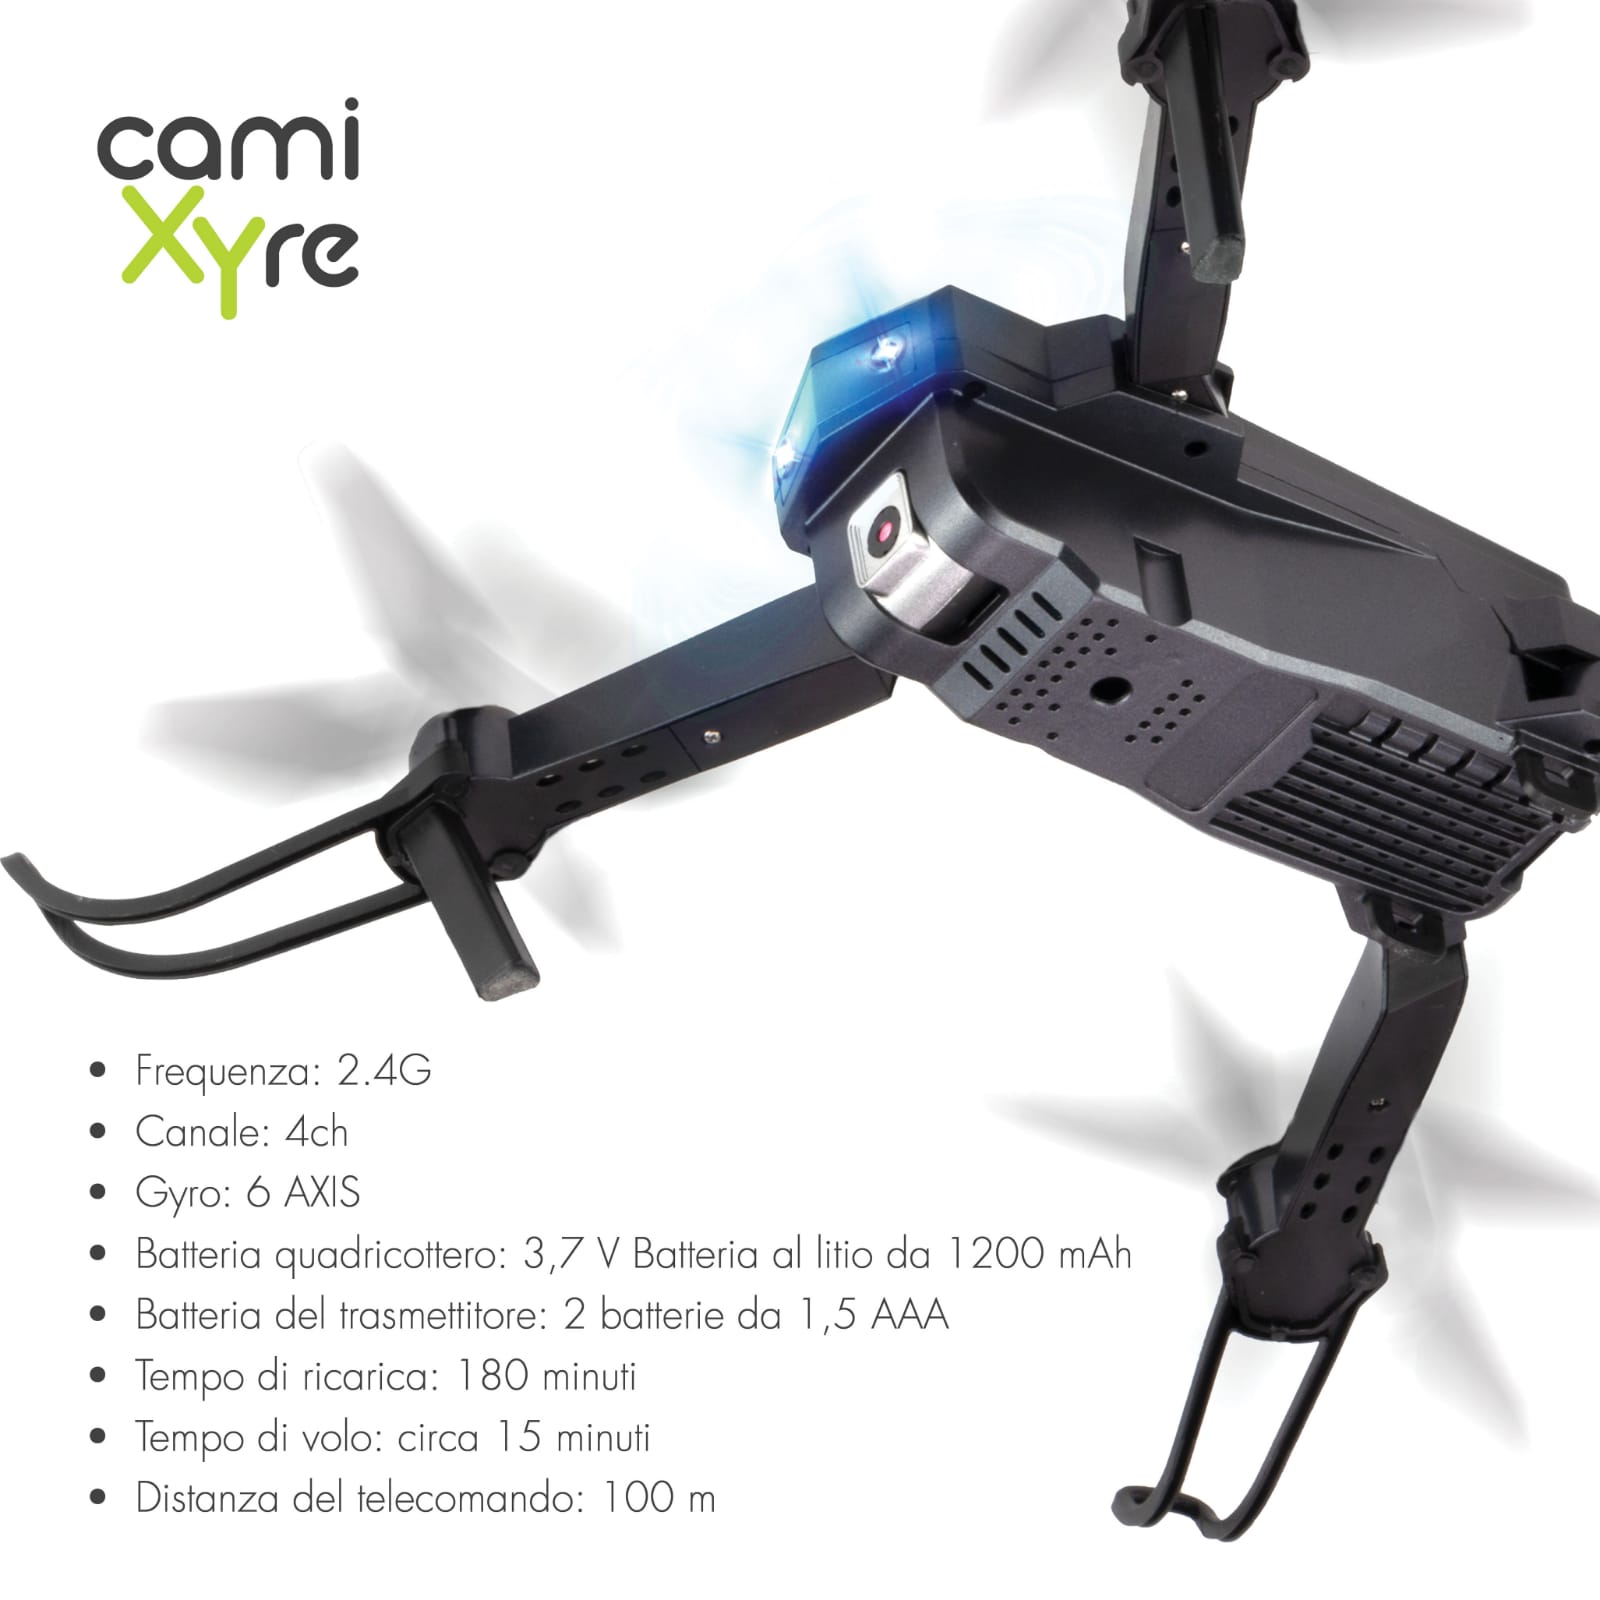 cami
Xyre
• Frequenza: 2.4G
• Canale: 4ch
• Gyro: 6 AXIS
• Batteria quadricottero: 3,7 V Batteria al litio da 1200 mAh
• Batteria del trasmettitore: 2 batterie da 1,5 AAA
• Tempo di ricarica: 180 minuti
• Tempo di volo: circa 15 minuti
• Distanza del telecomando: 100 m